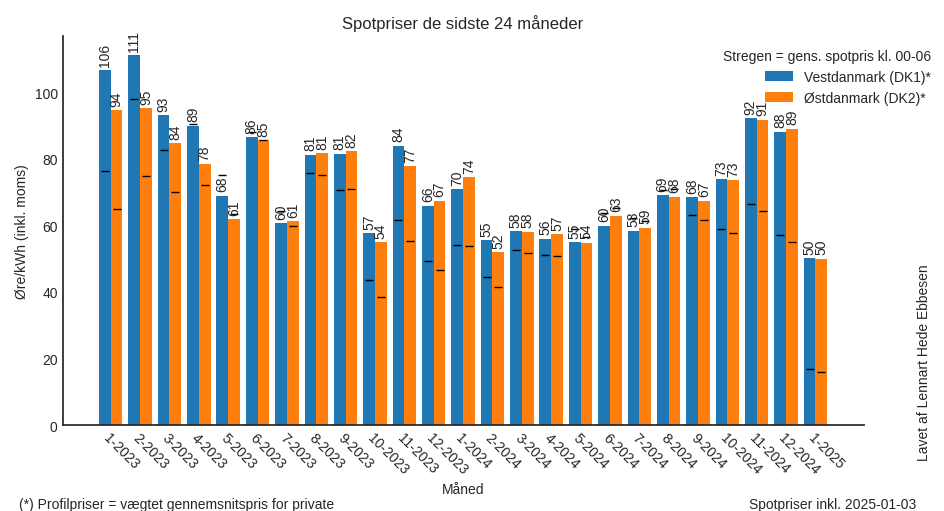 Spotpriser de sidste 24 måneder
Stregen = gens. spotpris kl. 00-06
Vestdanmark (DK1)*
Østdanmark (DK2)*
Øre/kWh (inkl. moms)
100
80
60
40
20
0
106 94 111 95 93 84 89 78 68 61 86 85 60 61 81 81 81 82 57 54 84 77 66 67 70 74 55 52 58 58 56 57 55 54 60 63 58 59 69 68 68 67 73 73 92 91 88 89 50 50
1-2023 2-2023 3-2023 4-2023 5-2023 6-2023 7-2023 8-2023 9-2023 10-2023 11-2023 12-2023 1-2024 2-2024 3-2024 4-2024 5-2024 6-2024 7-2024 8-2024 9-2024 10-2024 11-2024 12-2024 1-2025
Måned
Lavet af Lennart Hede Ebbesen
(*) Profilpriser = vægtet gennemsnitspris for private
Spotpriser inkl. 2025-01-03